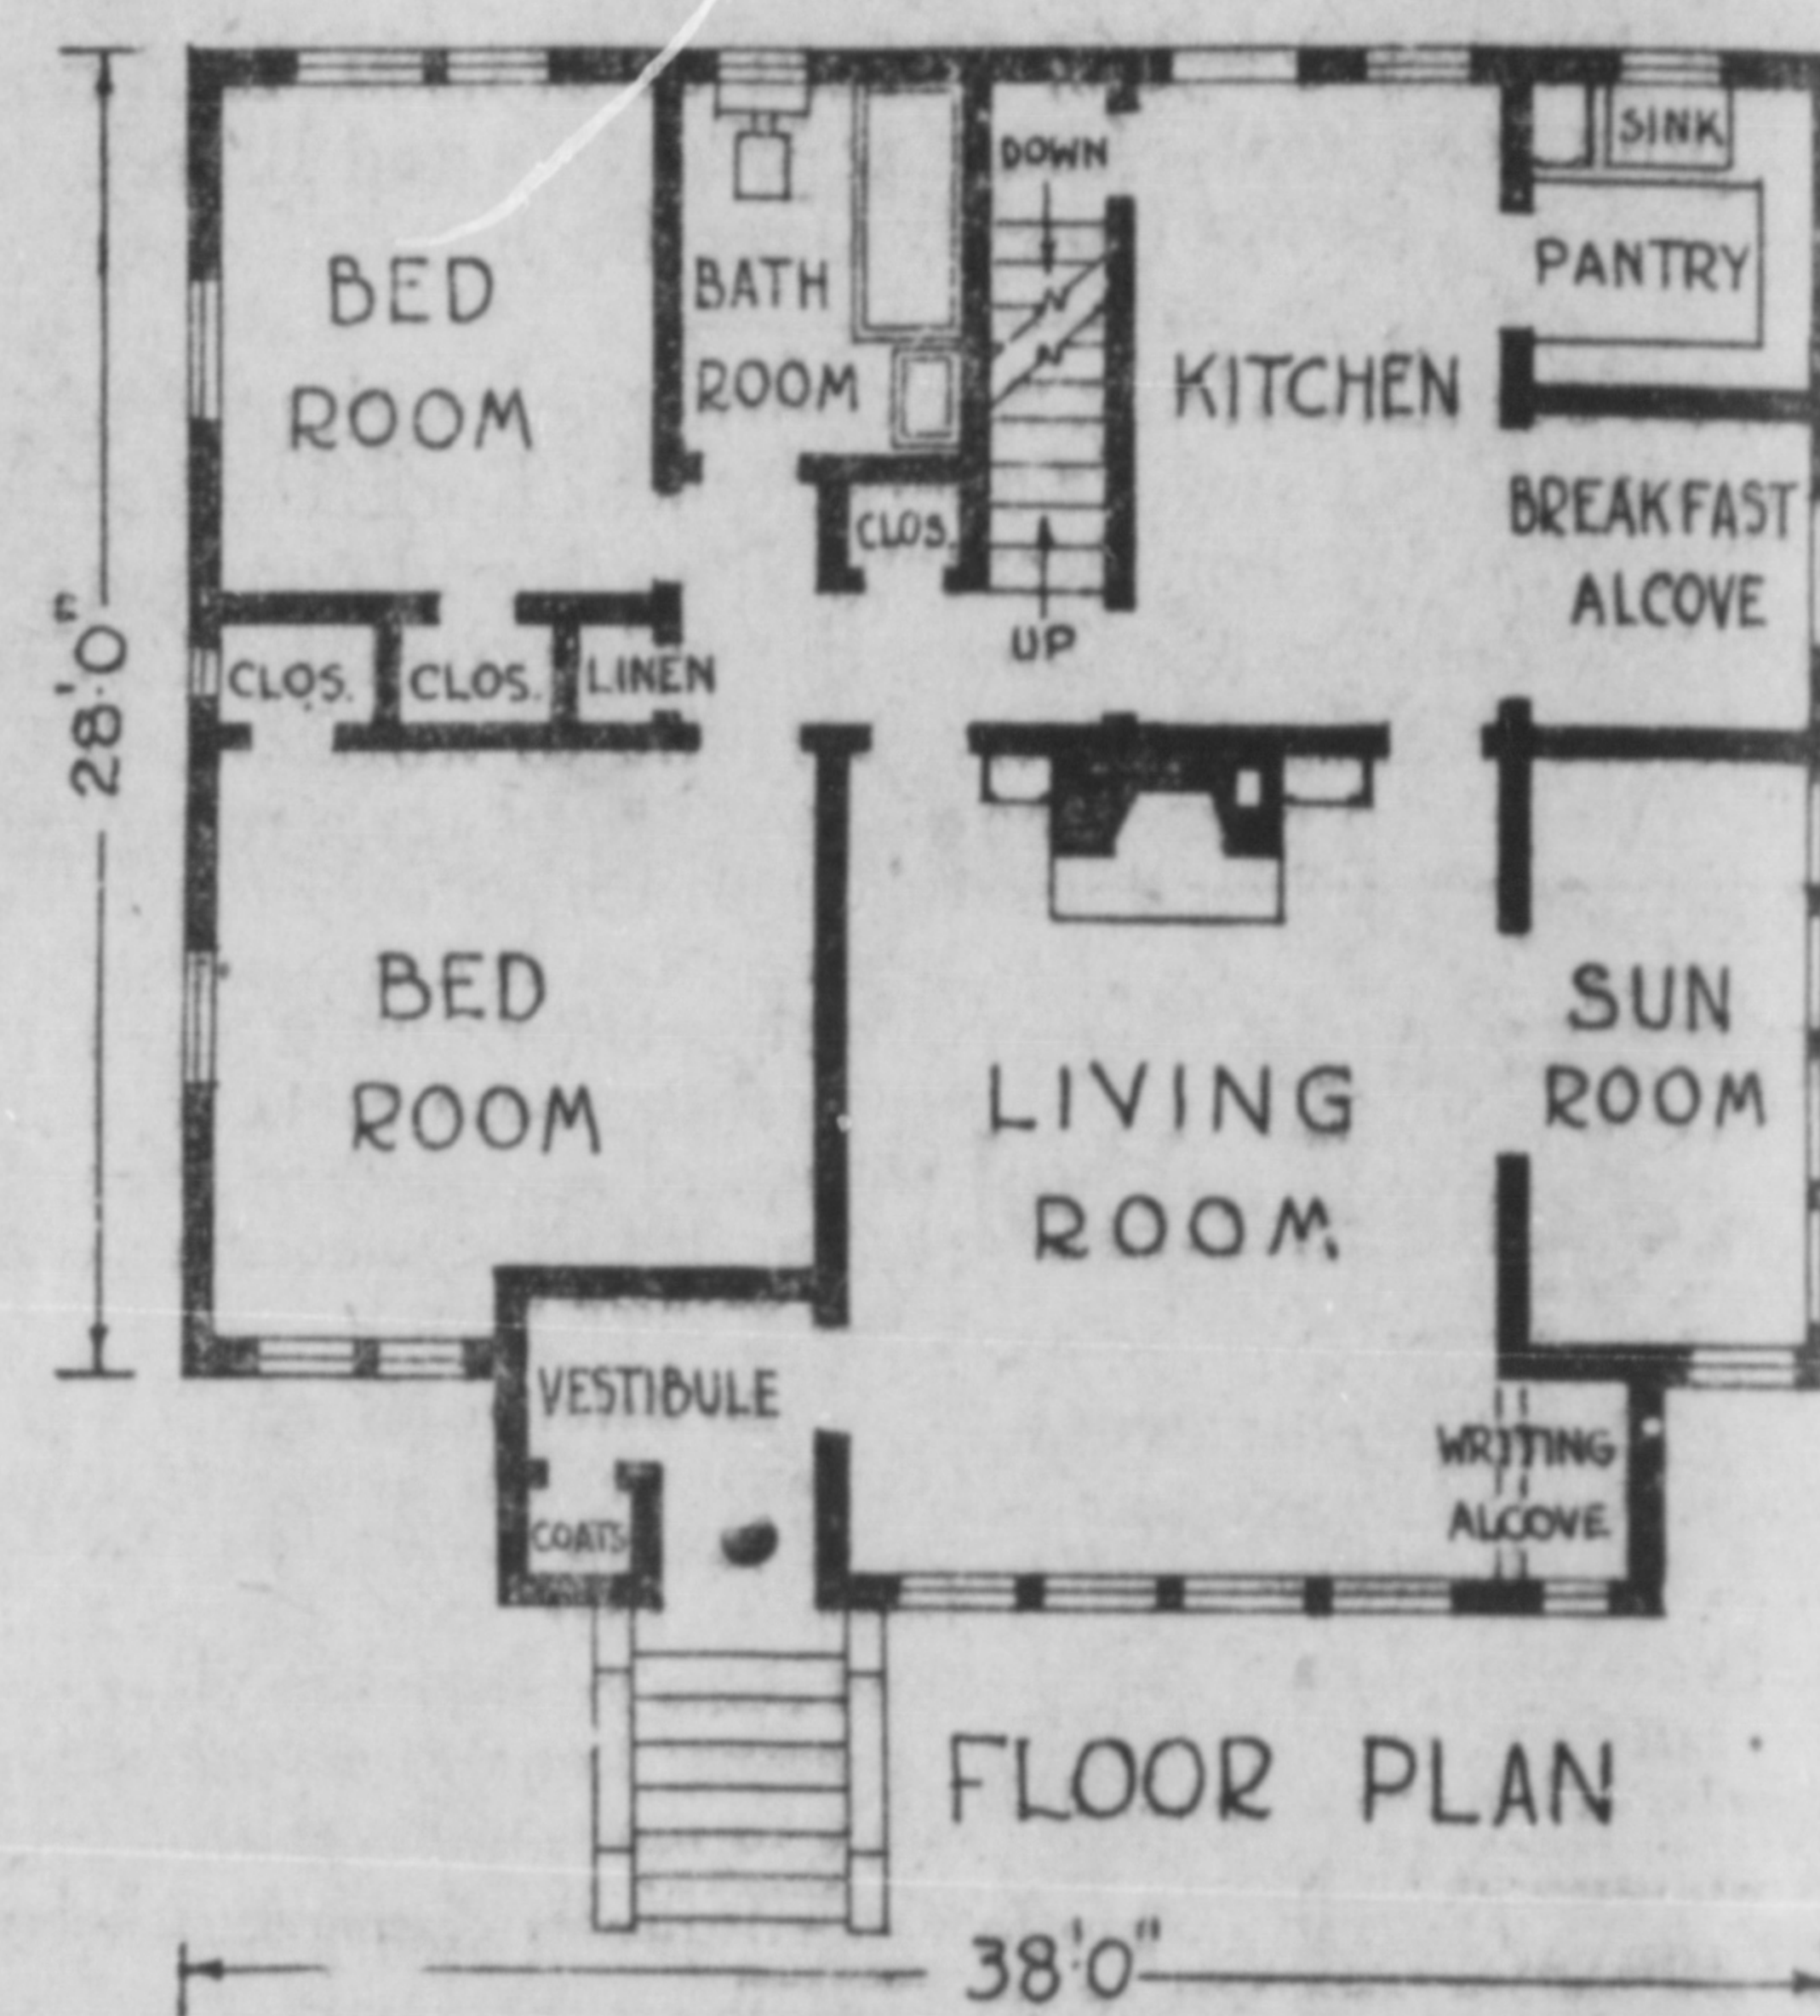 SINK
DOWN
PANTRY
BED
ROOM
BATH
ROOM
KITCHEN
BREAKFAST
ALCOVE
CLOS.
UP
CLOS.
CLOS.
LINEN
28'-0"
BED
ROOM
LIVING
ROOM
SUN
ROOM
VESTIBULE
COATS
WRITING
ALCOVE
FLOOR PLAN
38'-0"